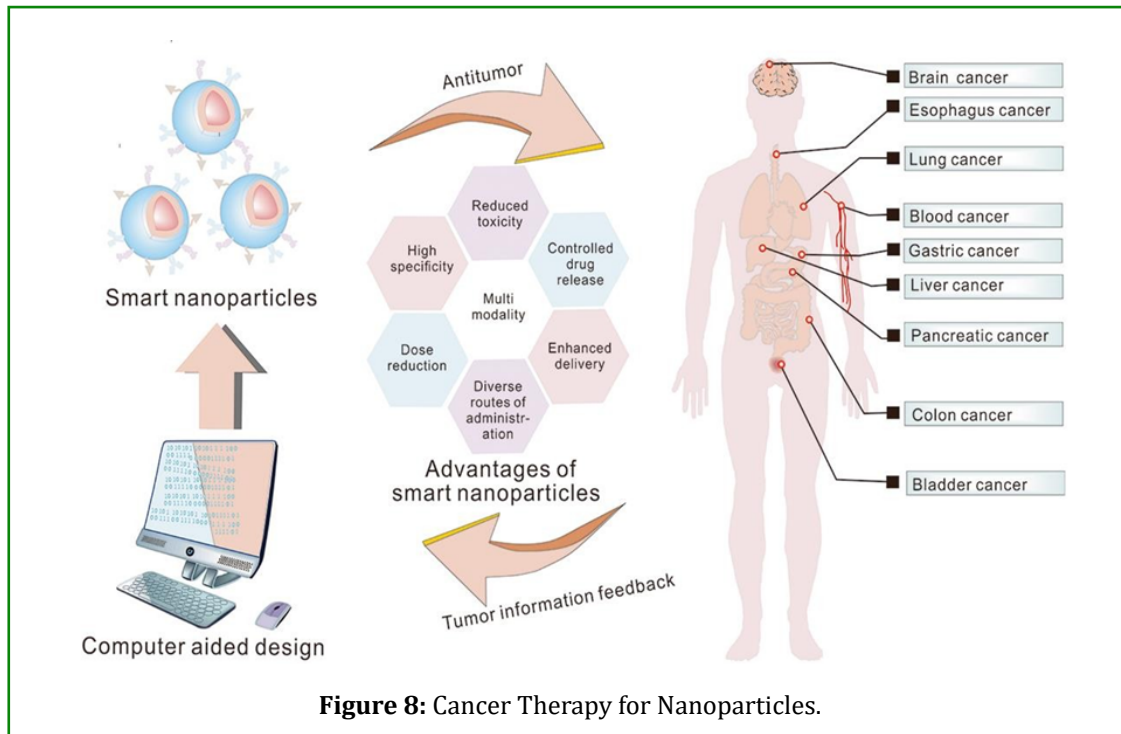 Antitumor
Smart nanoparticles
Computer aided design
Reduced
toxicity
High
specificity
Controlled
drug
release
Multi
modality
Dose
reduction
Enhanced
delivery
Diverse
routes of
administr-
ation
Advantages of
smart nanoparticles
Tumor information feedback
Brain cancer
Esophagus cancer
Lung cancer
Blood cancer
Gastric cancer
Liver cancer
Pancreatic cancer
Colon cancer
Bladder cancer
Figure 8: Cancer Therapy for Nanoparticles.